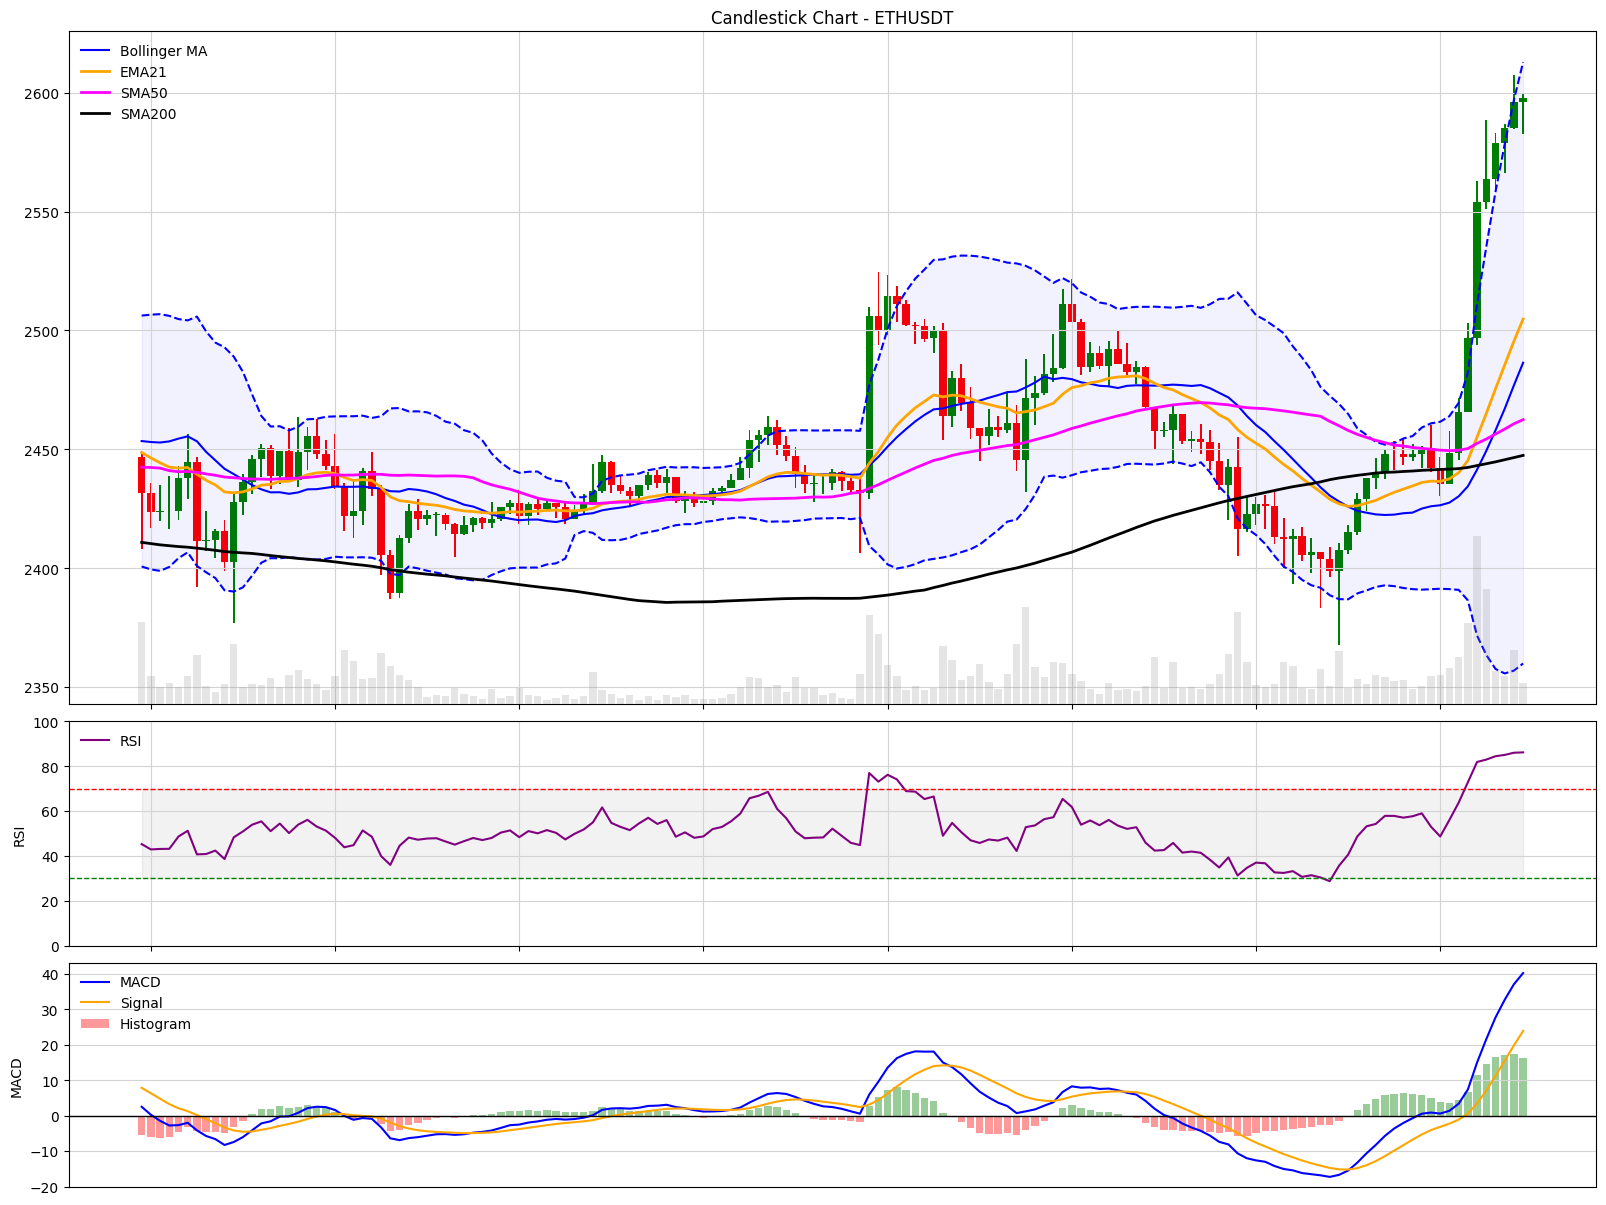 Candlestick Chart - ETHUSDT
Bollinger MA
EMA21
SMA50
SMA200
2600
2550
2500
2450
2400
2350
RSI
RSI
100
80
60
40
20
0
MACD
MACD
Signal
Histogram
40
30
20
10
0
−10
−20